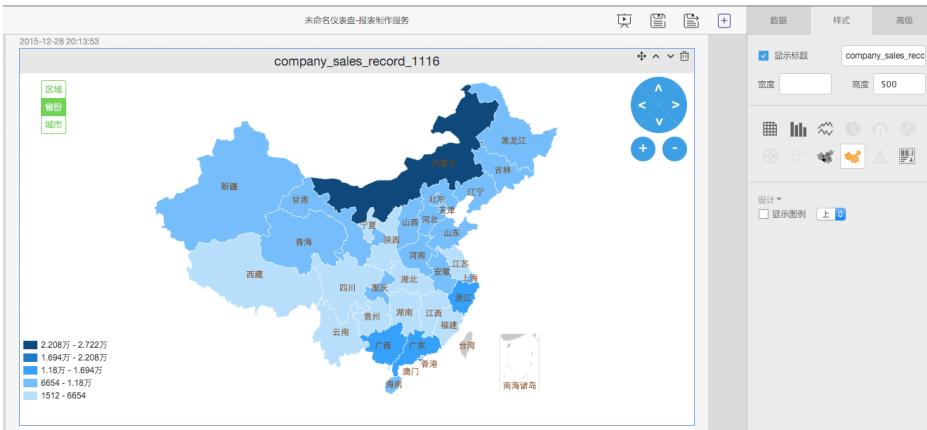 未命名仪表盘-报表制作服务
数据 样式 高级
2015-12-28 20:13:53
company_sales_record_1116
显示标题 company_sales_recc
宽度 高度 500
区域
省份
城市
黑龙江
内蒙古
吉林
新疆
辽宁
甘肃
北京
天津
宁夏
山西
河北
山东
青海
陕西
河南
江苏
西藏
安徽
上海
四川
重庆
湖北
浙江
贵州
湖南
江西
福建
云南
广西
广东
台湾
香港
澳门
海南
南海诸岛
设计
显示图例 上
2.208万 - 2.722万
1.694万 - 2.208万
1.18万 - 1.694万
6654 - 1.18万
1512 - 6654